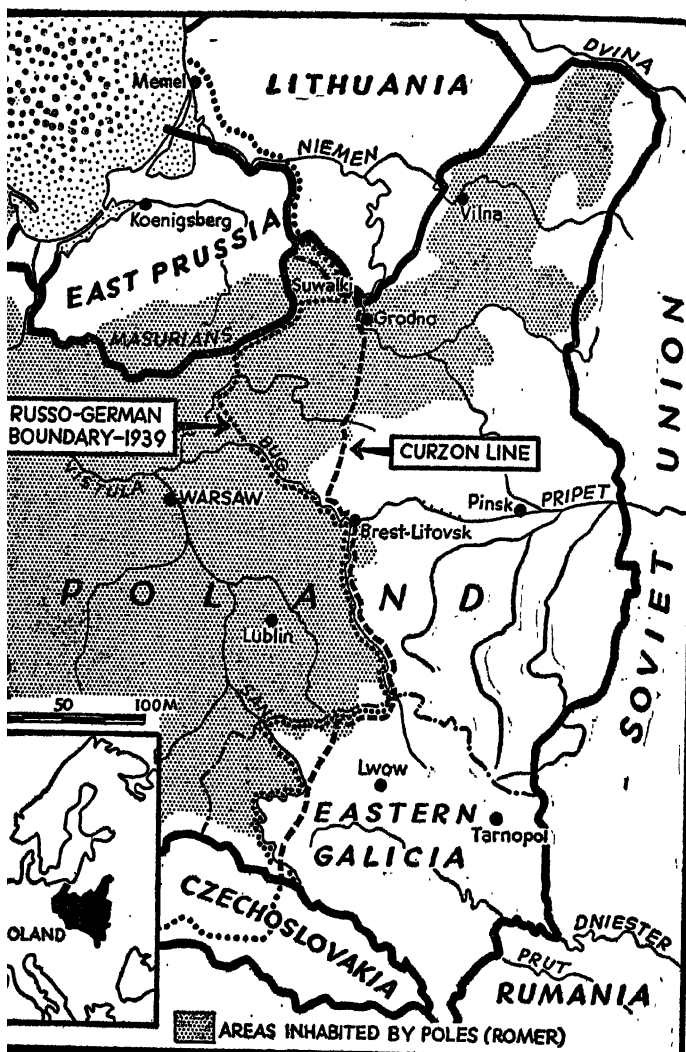 DVINA
Memel
LITHUANIA
NIEMEN
Vilna
Koenigsberg
EAST PRUSSIA
Suwalki
Grodno
MASURIANS
UNION
RUSSO-GERMAN
BOUNDARY-1939
BUG
CURZON LINE
VISTULA
WARSAW
Pinsk
PRIPET
Brest-Litovsk
POLAND
SOVIET
Lublin
50 100M
SAN
Lwow
EASTERN
GALICIA
Tarnopol
CZECHOSLOVAKIA
DNIESTER
OLAND
PRUT
RUMANIA
AREAS INHABITED BY POLES (ROMER)